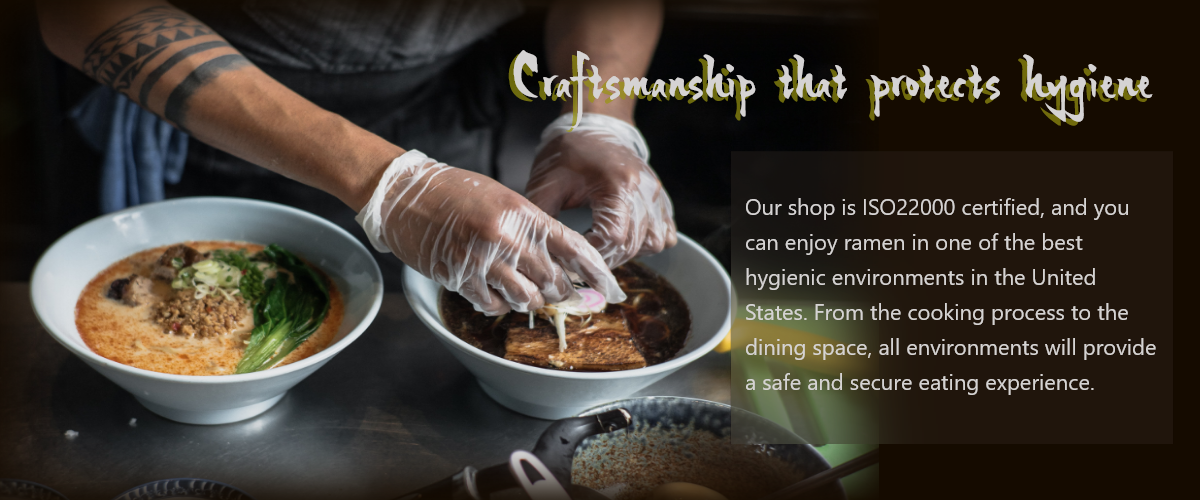 Craftsmanship that protects hygiene
Our shop is ISO22000 certified, and you
can enjoy ramen in one of the best
hygienic environments in the United
States. From the cooking process to the
dining space, all environments will provide
a safe and secure eating experience.